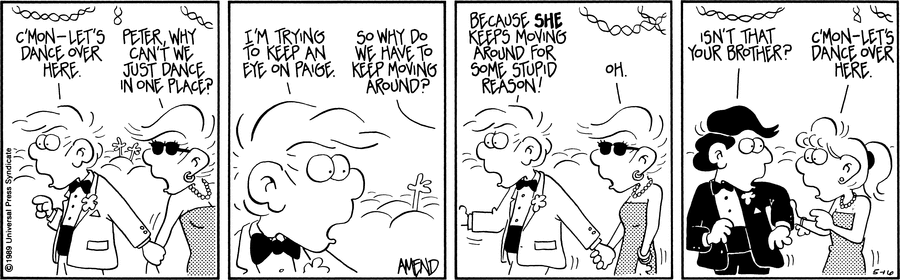 C'MON–LET'S
DANCE OVER
HERE.
PETER, WHY
CAN'T WE
JUST DANCE
IN ONE PLACE?
© 1989 Universal Press Syndicate
I'M TRYING
TO KEEP AN
EYE ON PAIGE.
SO WHY DO
WE HAVE TO
KEEP MOVING
AROUND?
AMEND
BECAUSE SHE
KEEPS MOVING
AROUND FOR
SOME STUPID
REASON!
OH.
ISN'T THAT
YOUR BROTHER?
C'MON–LET'S
DANCE OVER
HERE.
5-16